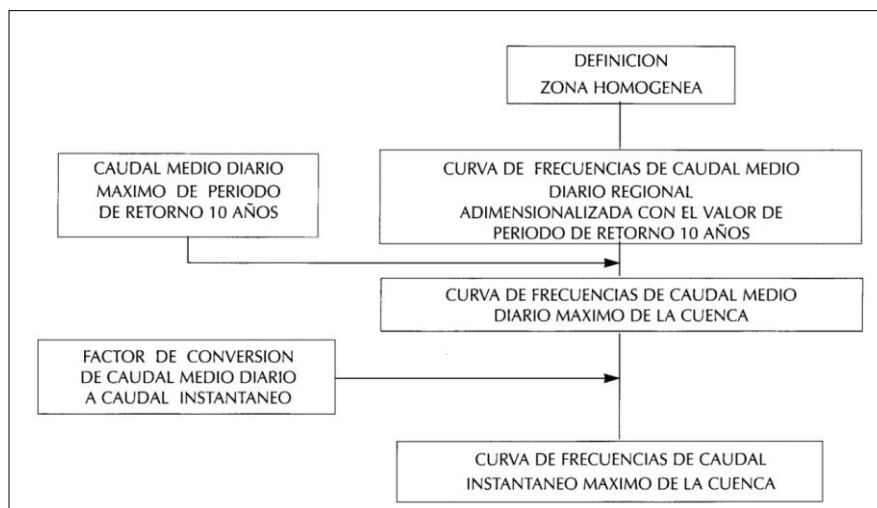 DEFINICION
ZONA HOMOGENEA
CAUDAL MEDIO DIARIO
MAXIMO DE PERIODO
DE RETORNO 10 AÑOS
CURVA DE FRECUENCIAS DE CAUDAL MEDIO
DIARIO REGIONAL
ADIMENSIONALIZADA CON EL VALOR DE
PERIODO DE RETORNO 10 AÑOS
CURVA DE FRECUENCIAS DE CAUDAL MEDIO
DIARIO MAXIMO DE LA CUENCA
FACTOR DE CONVERSION
DE CAUDAL MEDIO DIARIO
A CAUDAL INSTANTANEO
CURVA DE FRECUENCIAS DE CAUDAL
INSTANTANEO MAXIMO DE LA CUENCA